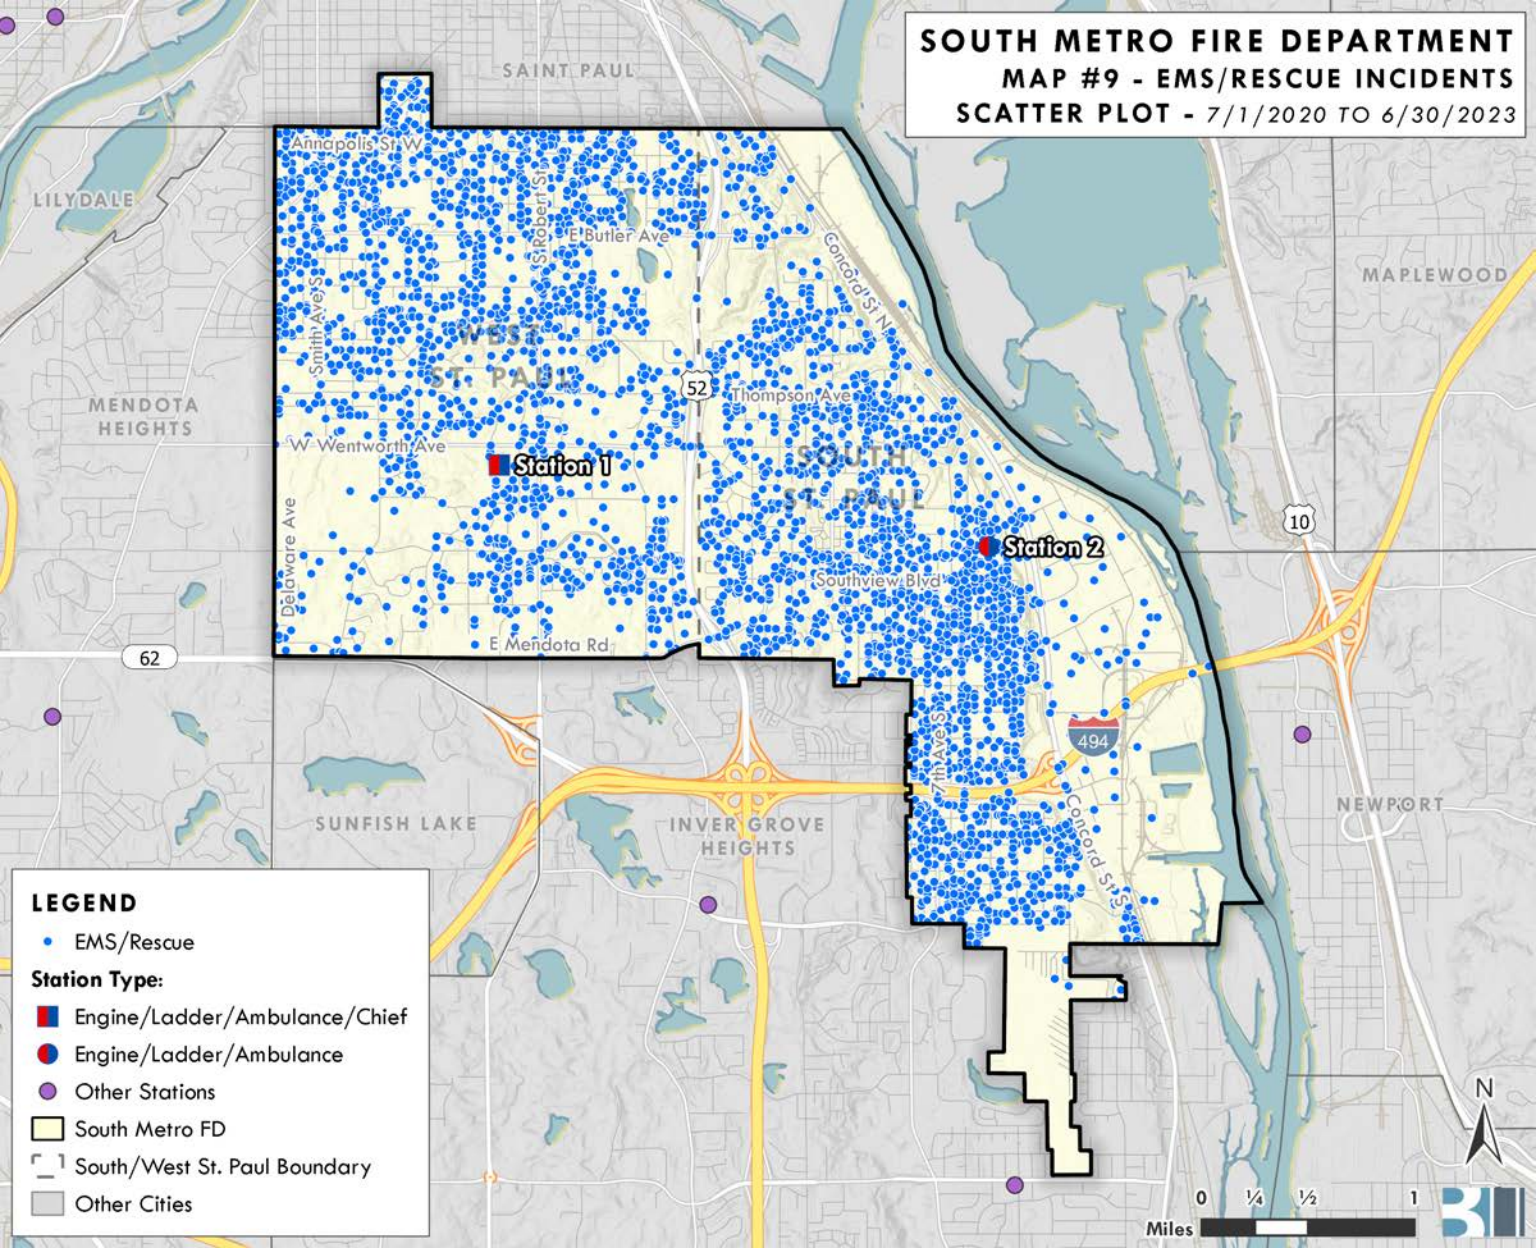 SOUTH METRO FIRE DEPARTMENT
MAP #9 - EMS/RESCUE INCIDENTS
SCATTER PLOT - 7/1/2020 TO 6/30/2023
SAINT PAUL
Annapolis St W
LILYDALE
S Robert St
E Butler Ave
Concord St N
MAPLEWOOD
Smith Ave S
WEST
ST. PAUL
52
Thompson Ave
MENDOTA
HEIGHTS
W Wentworth Ave
Station 1
SOUTH
ST. PAUL
Delaware Ave
10
Station 2
Southview Blvd
E Mendota Rd
62
7th Ave S
494
SUNFISH LAKE
INVER GROVE
HEIGHTS
Concord St S
NEWPORT
LEGEND
EMS/Rescue
Station Type:
Engine/Ladder/Ambulance/Chief
Engine/Ladder/Ambulance
Other Stations
South Metro FD
South/West St. Paul Boundary
Other Cities
N
0 ¼ ½ 1
Miles